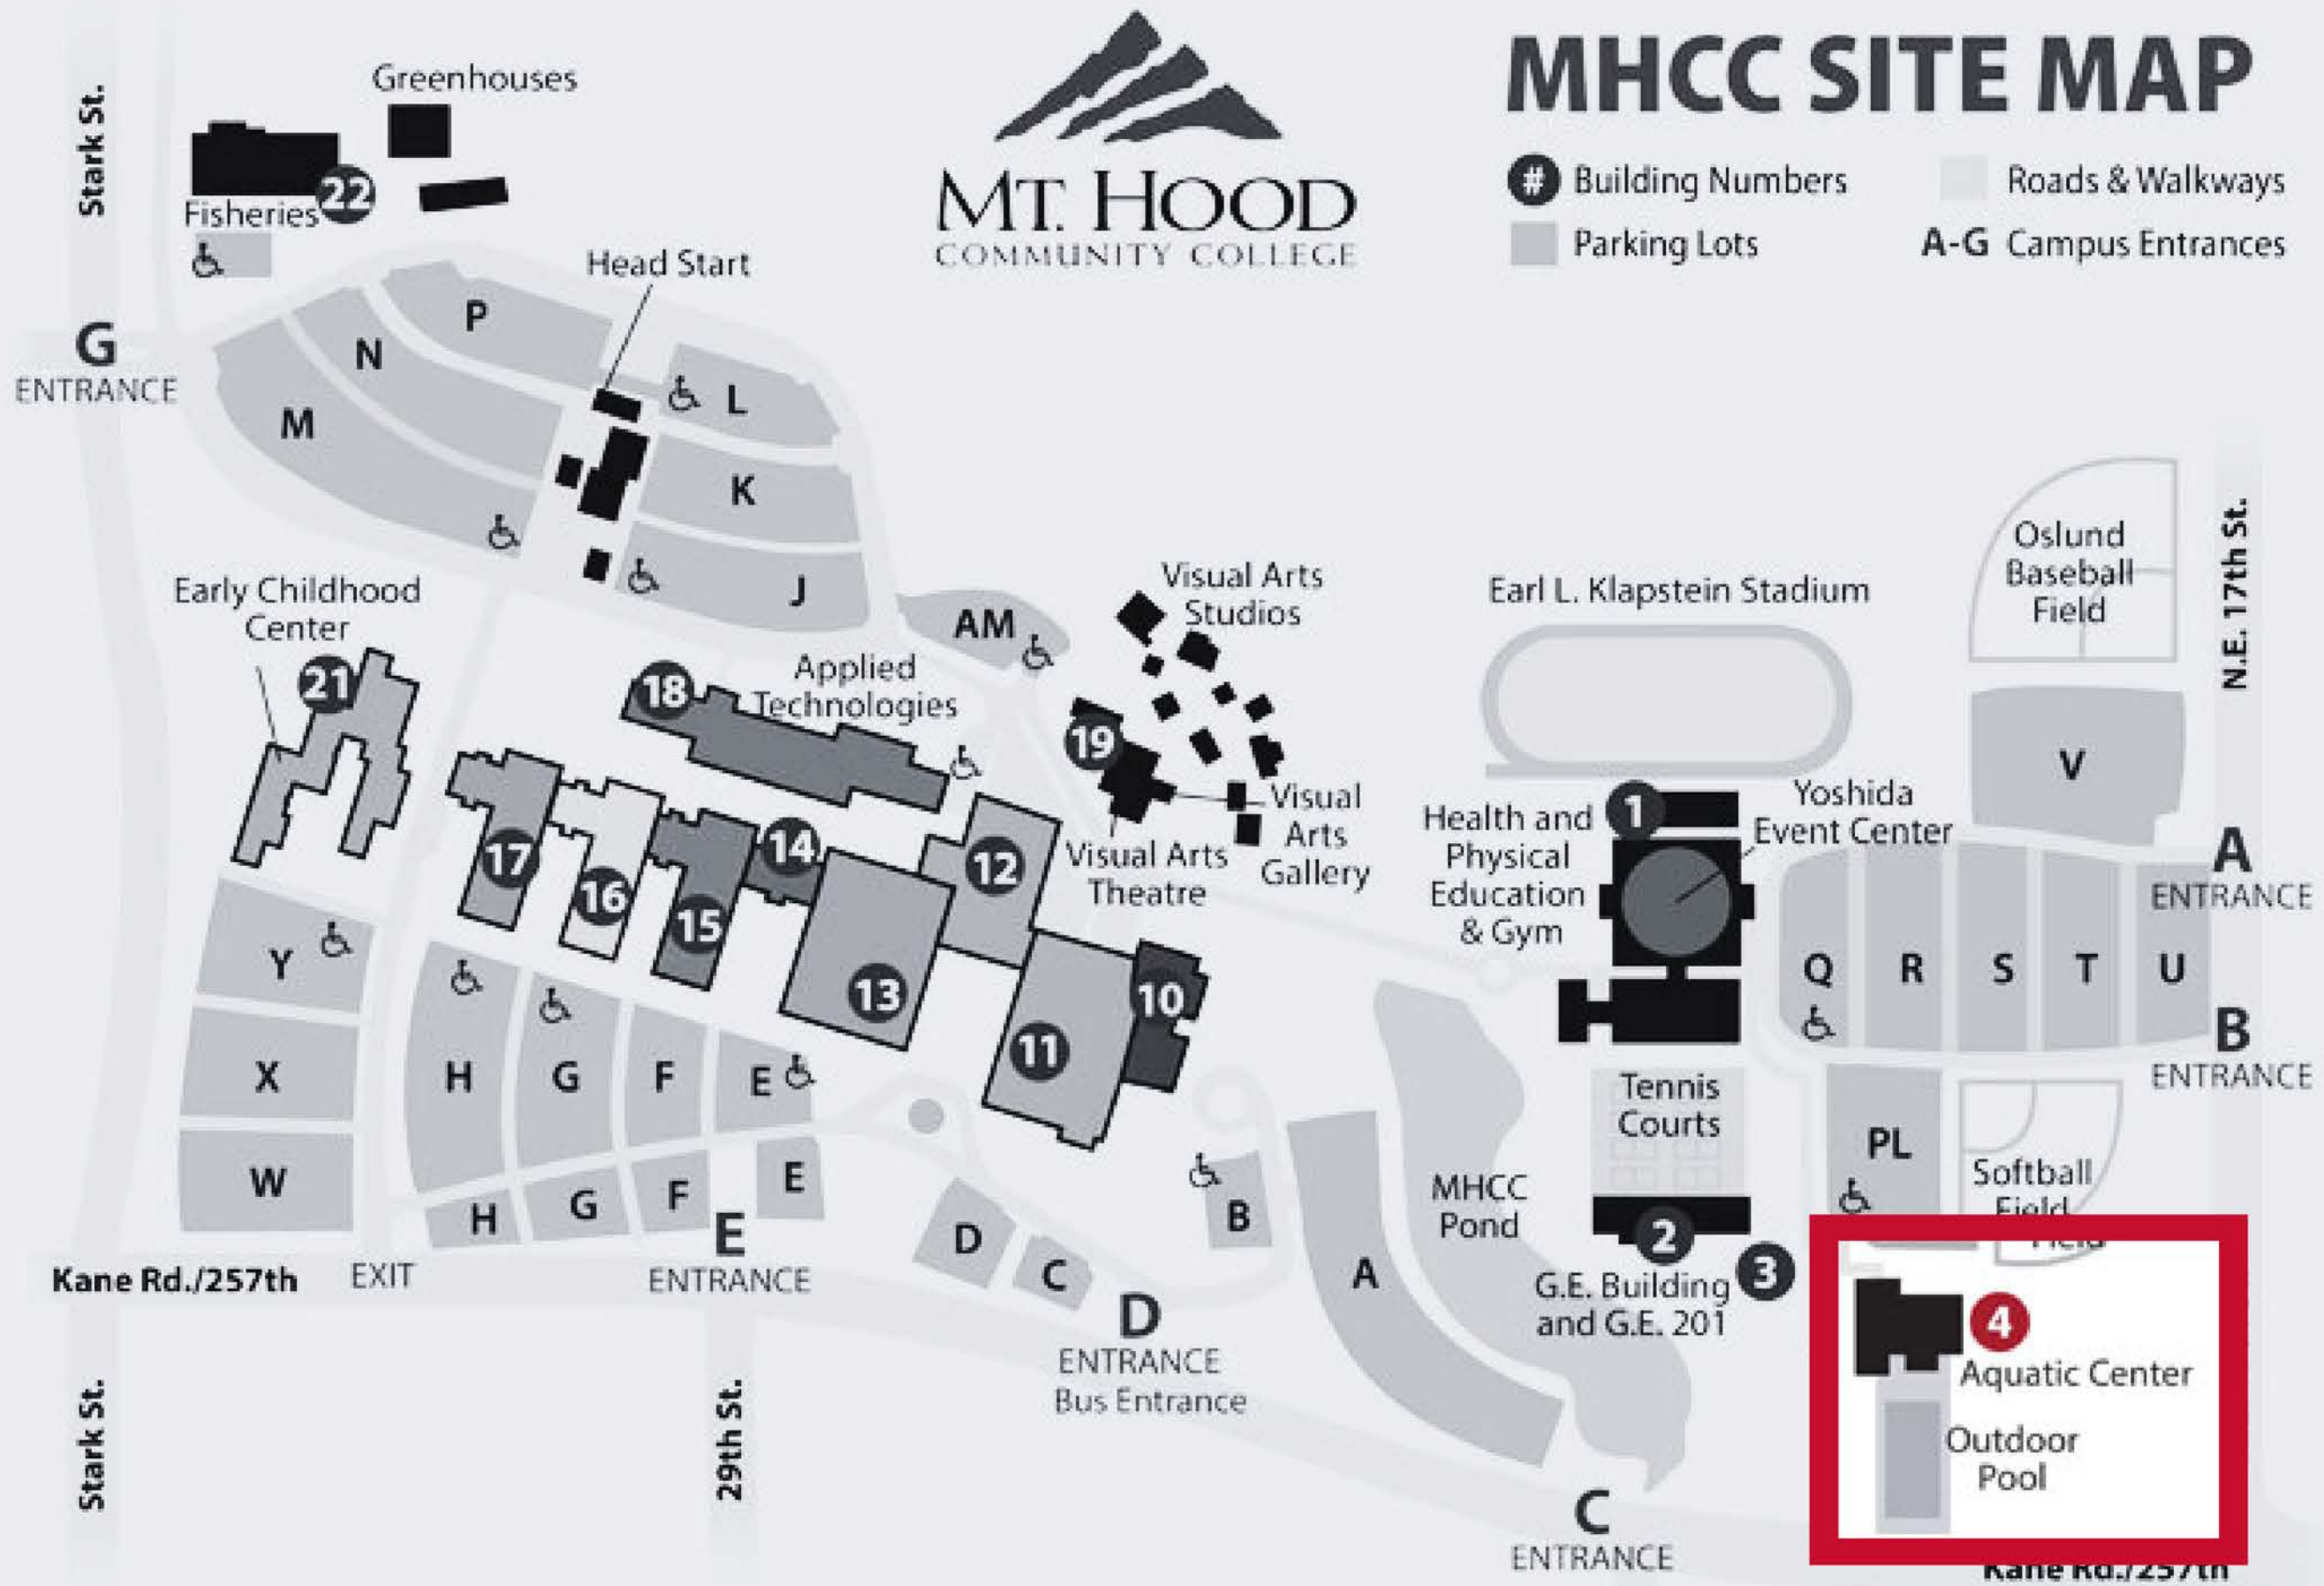 MHCC SITE MAP
# Building Numbers
Roads & Walkways
Parking Lots
A-G Campus Entrances
MT. HOOD
COMMUNITY COLLEGE
Stark St.
Greenhouses
22
Fisheries
Head Start
G
ENTRANCE
P
N
M
L
K
J
AM
Early Childhood
Center
21
18
Applied
Technologies
Visual Arts
Studios
19
Visual
Arts
Gallery
Visual Arts
Theatre
Earl L. Klapstein Stadium
Oslund
Baseball
Field
N.E. 17th St.
V
1
Yoshida
Event Center
Health and
Physical
Education
& Gym
A
ENTRANCE
17
16
15
14
13
12
11
10
Q
R
S
T
U
B
ENTRANCE
Y
X
W
H
G
F
E
H
G
F
E
Tennis
Courts
PL
Softball
Field
MHCC
Pond
2
3
G.E. Building
and G.E. 201
B
A
D
C
Kane Rd./257th
EXIT
E
ENTRANCE
D
ENTRANCE
Bus Entrance
4
Aquatic Center
Outdoor
Pool
Stark St.
29th St.
C
ENTRANCE
Kane Rd./257th